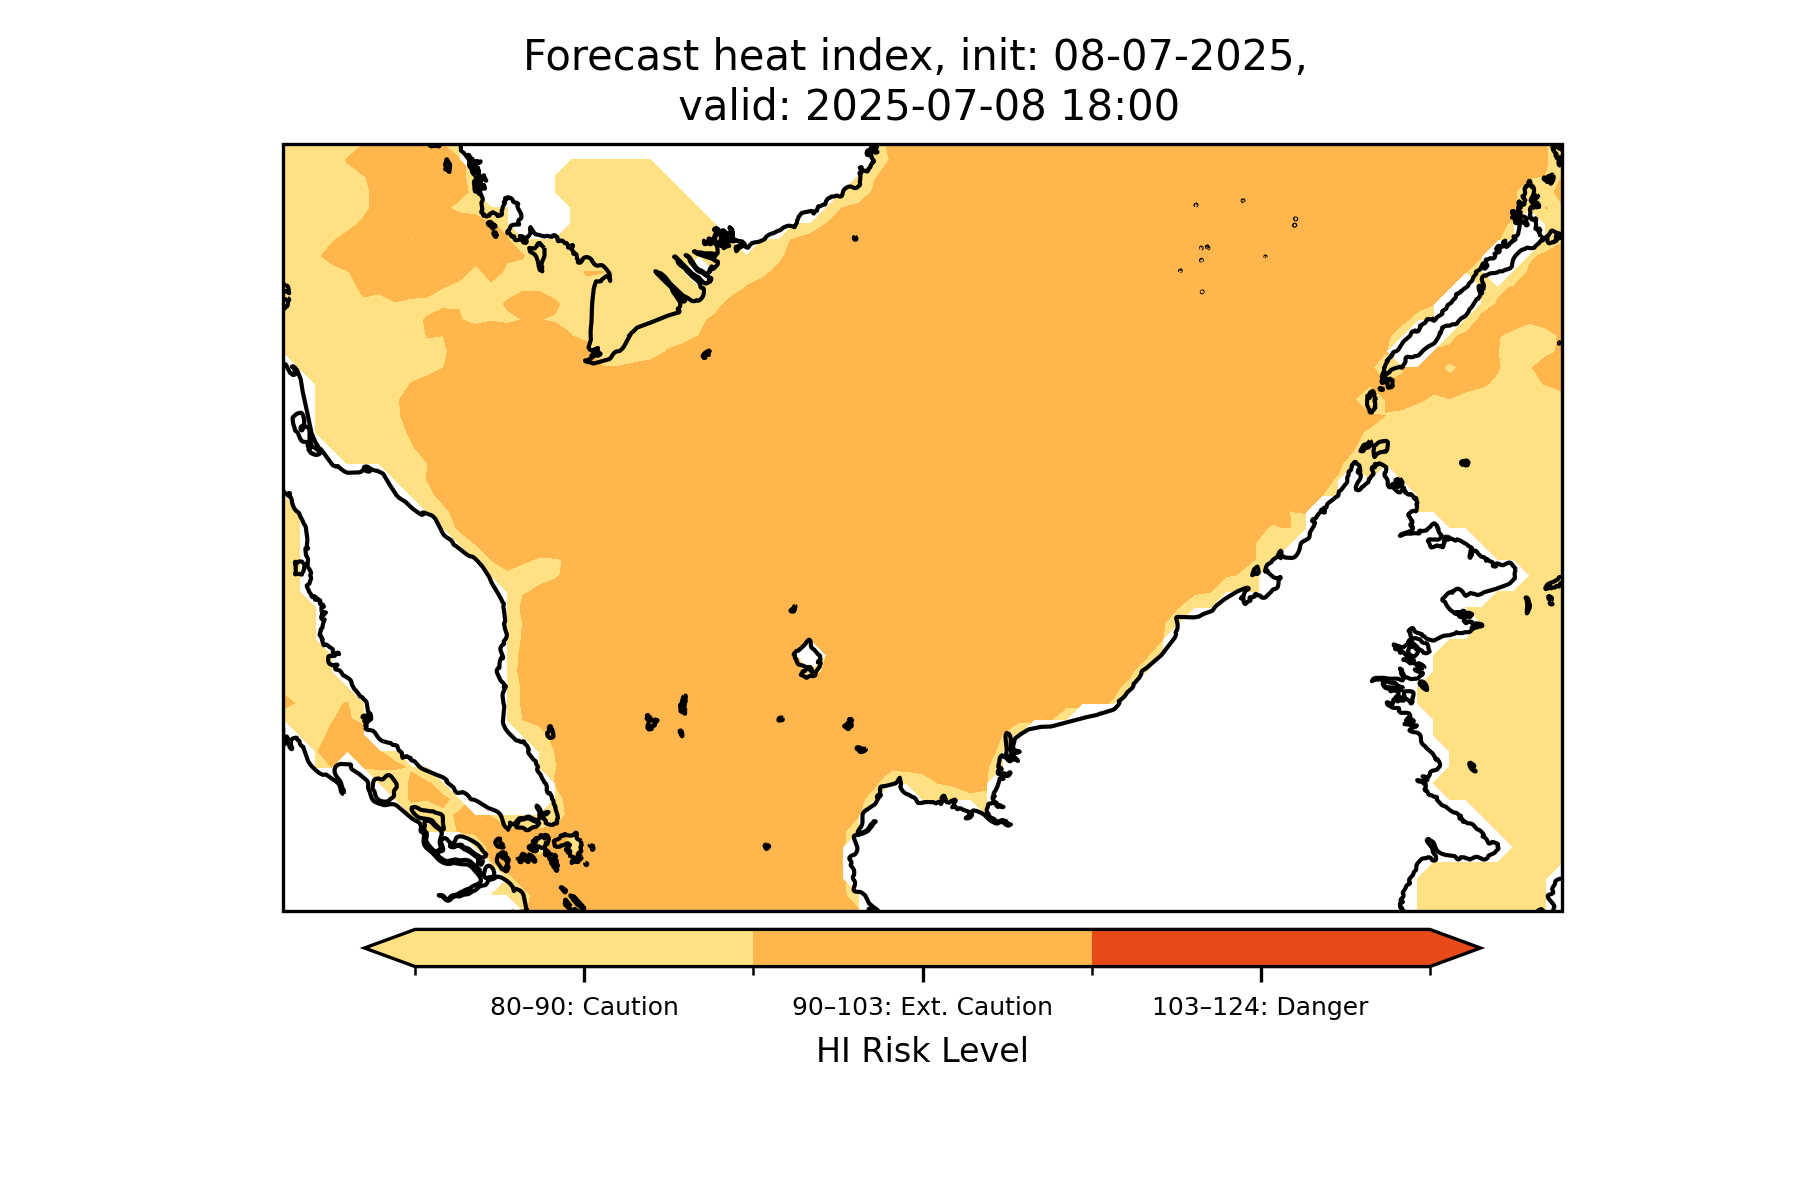 Forecast heat index, init: 08-07-2025,
valid: 2025-07-08 18:00
80–90: Caution
90–103: Ext. Caution
103–124: Danger
HI Risk Level